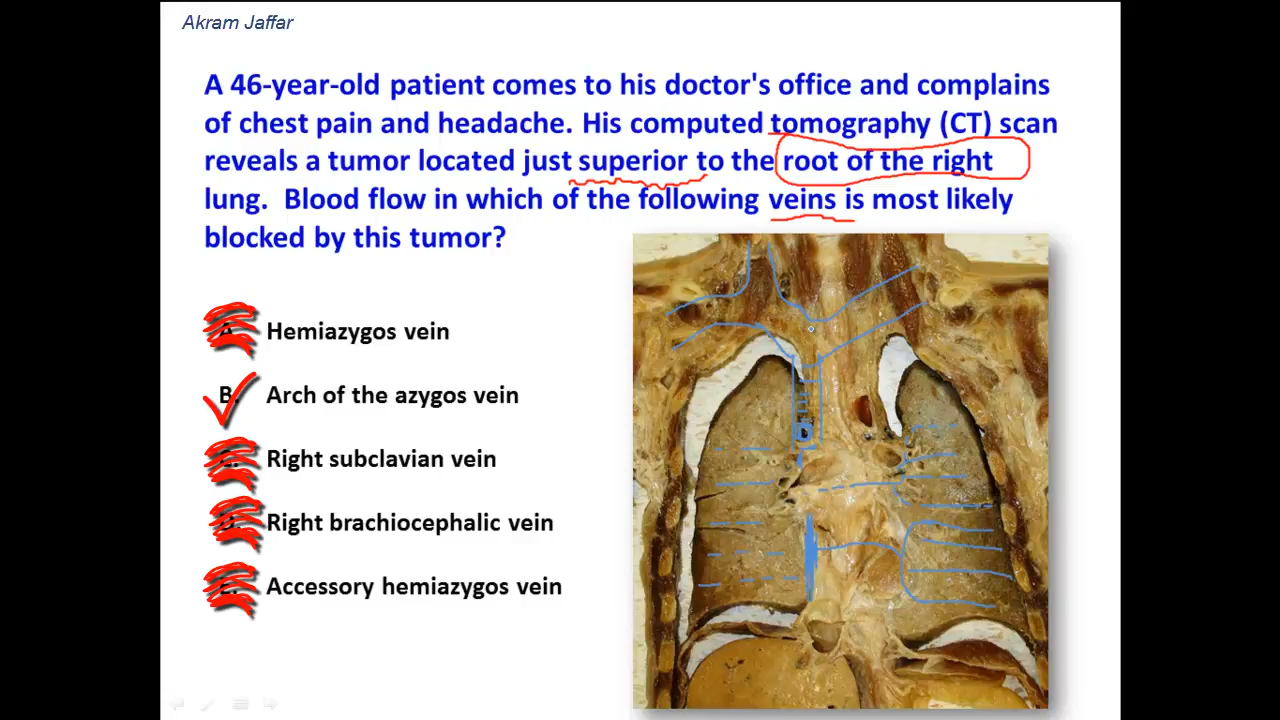 Akram Jaffar
A 46-year-old patient comes to his doctor's office and complains
of chest pain and headache. His computed tomography (CT) scan
reveals a tumor located just superior to the root of the right
lung.  Blood flow in which of the following veins is most likely
blocked by this tumor?
Hemiazygos vein
B. Arch of the azygos vein
Right subclavian vein
Right brachiocephalic vein
Accessory hemiazygos vein